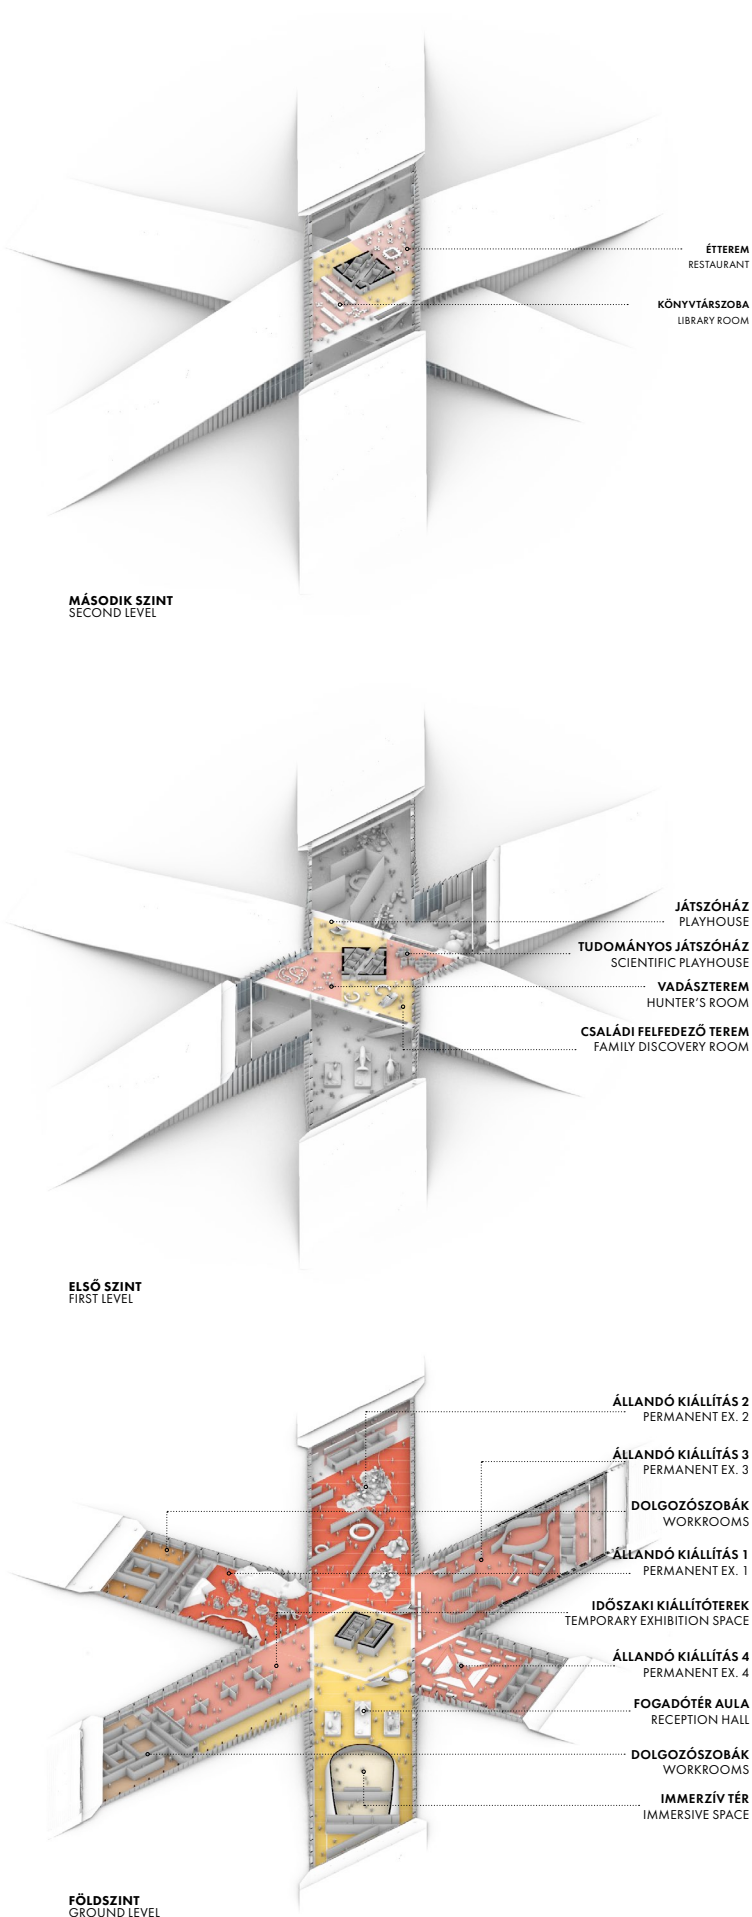 ÉTTEREM
RESTAURANT
KÖNYVTÁRSZOBA
LIBRARY ROOM
MÁSODIK SZINT
SECOND LEVEL
JÁTSZÓHÁZ
PLAYHOUSE
TUDOMÁNYOS JÁTSZÓHÁZ
SCIENTIFIC PLAYHOUSE
VADÁSZTEREM
HUNTER'S ROOM
CSALÁDI FELFEDEZŐ TEREM
FAMILY DISCOVERY ROOM
ELSŐ SZINT
FIRST LEVEL
ÁLLANDÓ KIÁLLÍTÁS 2
PERMANENT EX. 2
ÁLLANDÓ KIÁLLÍTÁS 3
PERMANENT EX. 3
DOLGOZÓSZOBÁK
WORKROOMS
ÁLLANDÓ KIÁLLÍTÁS 1
PERMANENT EX. 1
IDŐSZAKI KIÁLLÍTÓTEREK
TEMPORARY EXHIBITION SPACE
ÁLLANDÓ KIÁLLÍTÁS 4
PERMANENT EX. 4
FOGADÓTÉR AULA
RECEPTION HALL
DOLGOZÓSZOBÁK
WORKROOMS
IMMERZÍV TÉR
IMMERSIVE SPACE
FÖLDSZINT
GROUND LEVEL